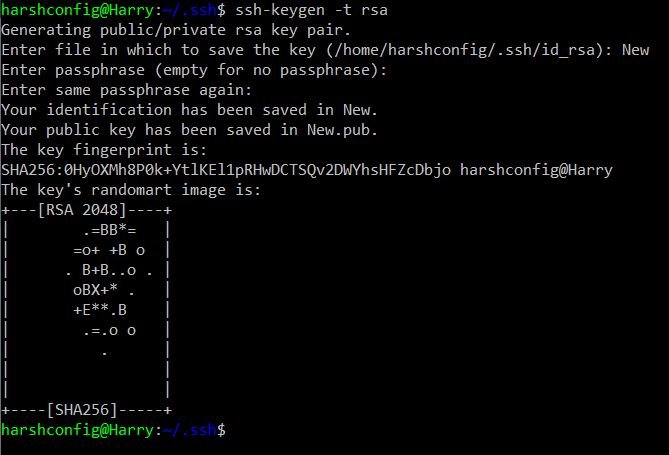 harshconfig@Harry:~/.ssh$ ssh-keygen -t rsa
Generating public/private rsa key pair.
Enter file in which to save the key (/home/harshconfig/.ssh/id_rsa): New
Enter passphrase (empty for no passphrase):
Enter same passphrase again:
Your identification has been saved in New.
Your public key has been saved in New.pub.
The key fingerprint is:
SHA256:0HyOXMh8P0k+YtlKEl1pRHwDCTSQv2DWYhsHFZcDbjo harshconfig@Harry
The key's randomart image is:
+---[RSA 2048]----+
|        .=BB*=   |
|       =o+ +B o  |
|      . B+B..o . |
|       oBX+* .   |
|       +E**.B    |
|        .=.o o   |
|          .      |
|                 |
|                 |
+----[SHA256]-----+
harshconfig@Harry:~/.ssh$